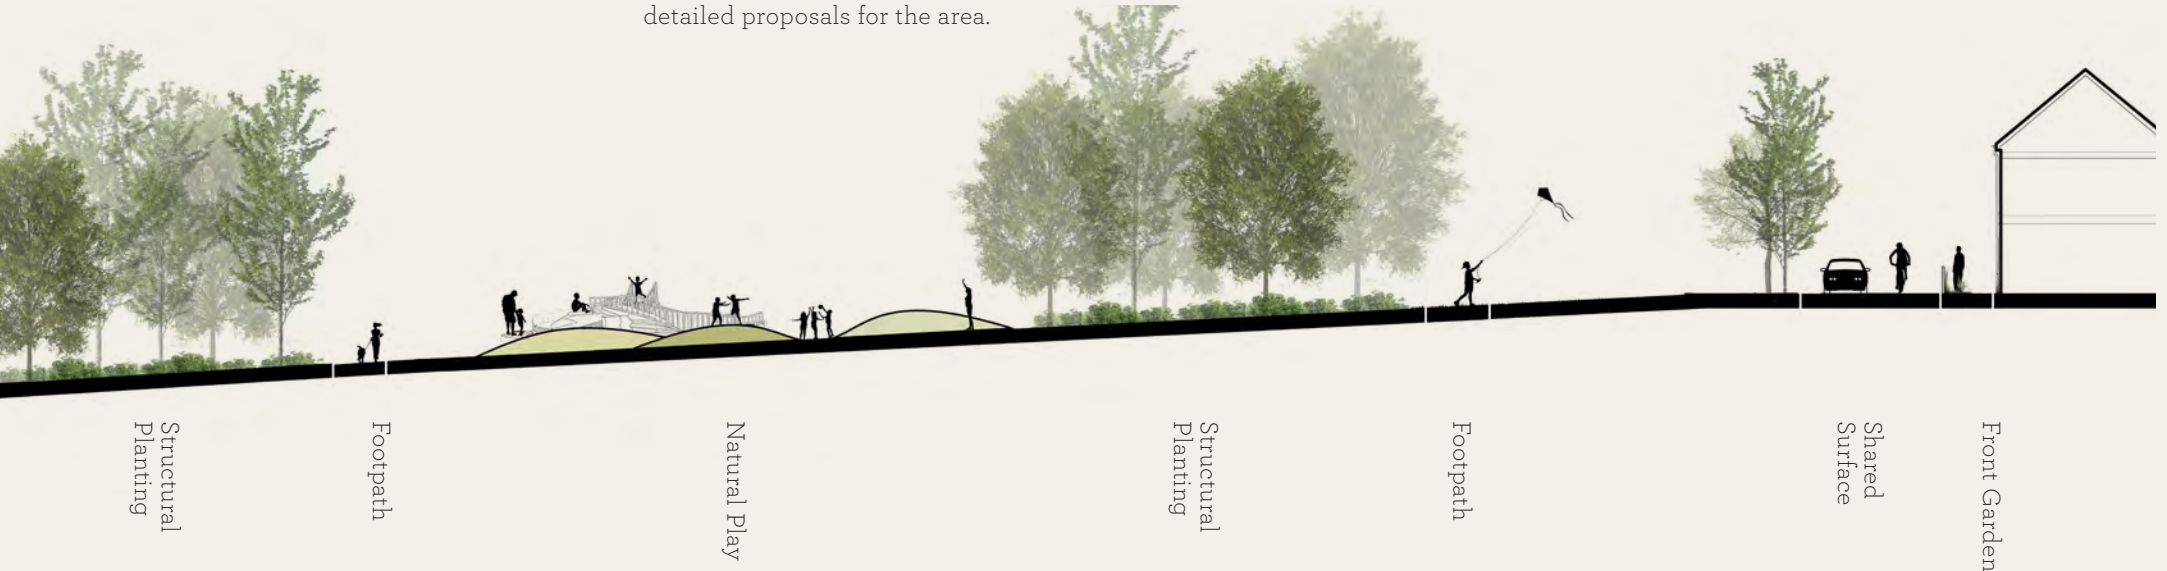 detailed proposals for the area.
Structural
Planting
Footpath
Natural Play
Structural
Planting
Footpath
Shared
Surface
Front Garden